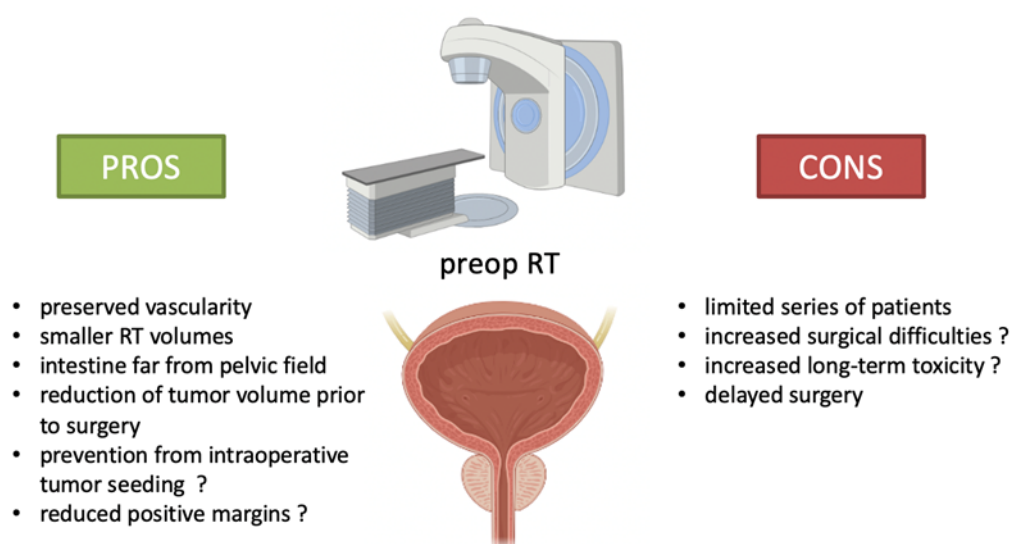 PROS
CONS
preop RT
• preserved vascularity
• smaller RT volumes
• intestine far from pelvic field
• reduction of tumor volume prior
to surgery
• prevention from intraoperative
tumor seeding  ?
• reduced positive margins ?
• limited series of patients
• increased surgical difficulties ?
• increased long-term toxicity ?
• delayed surgery